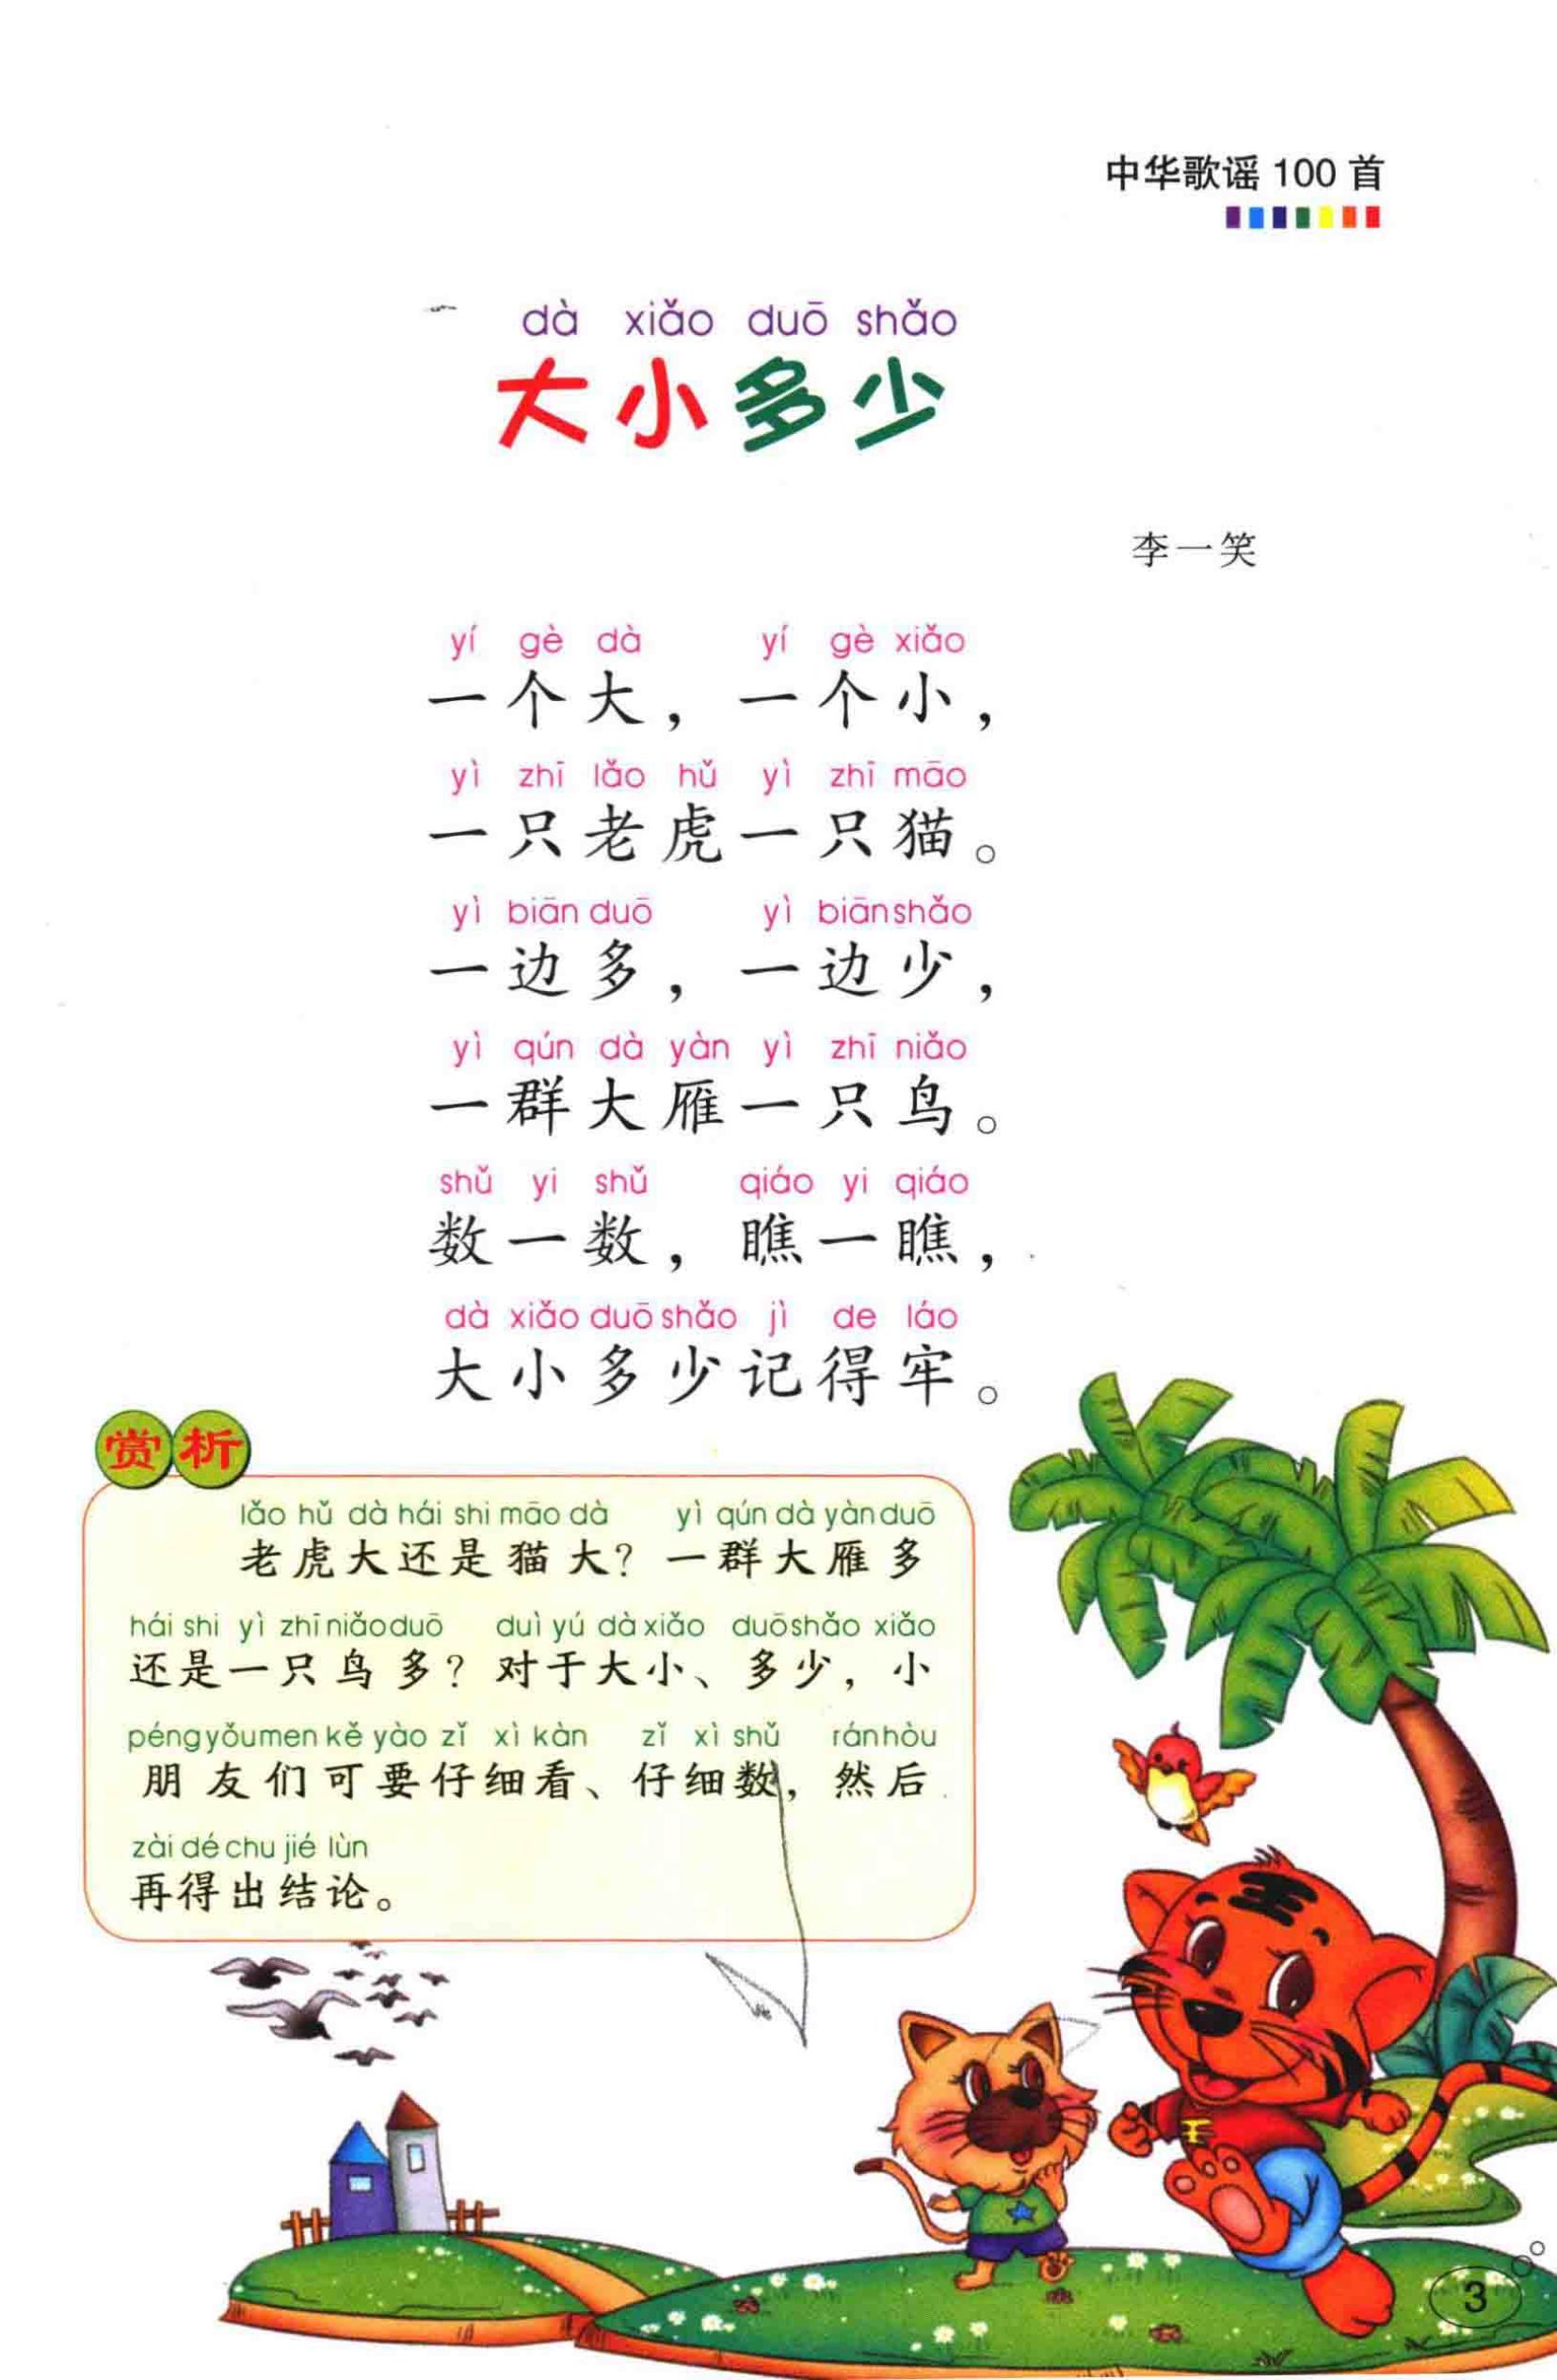 中华歌谣 100 首
dà xiǎo duō shǎo
大小多少
李一笑
yí gè dà yí gè xiǎo
一个大，一个小，
yì zhī lǎo hǔ yì zhī māo
一只老虎一只猫。
yì biān duō yì biān shǎo
一边多，一边少，
yì qún dà yàn yì zhī niǎo
一群大雁一只鸟。
shǔ yi shǔ qiáo yi qiáo
数一数，瞧一瞧，
dà xiǎo duō shǎo jì de láo
大小多少记得牢。
赏析
lǎo hǔ dà hái shi māo dà yì qún dà yàn duō
老虎大还是猫大？一群大雁多
hái shi yì zhī niǎo duō duì yú dà xiǎo duō shǎo xiǎo
还是一只鸟多？对于大小、多少，小
péng yǒu men kě yào zǐ xì kàn zǐ xì shǔ rán hòu
朋友们可要仔细看、仔细数，然后
zài dé chu jié lùn
再得出结论。
王
3